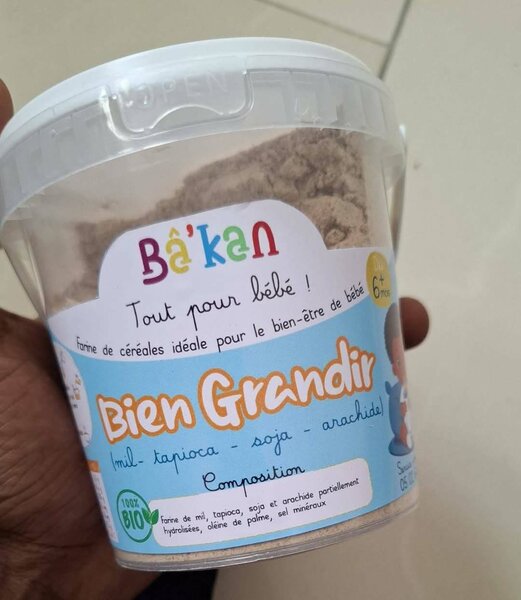 OPEN
Bâ'kan
Tout pour bébé !
Farine de céréales idéale pour le bien-être de bébé
6+
mois
Bien Grandir
(mil- tapioca - soja - arachide)
Composition
100%
BIO
Farine de mil, tapioca, soja et arachide partiellement
hydrolisées, oléine de palme, sel minéraux